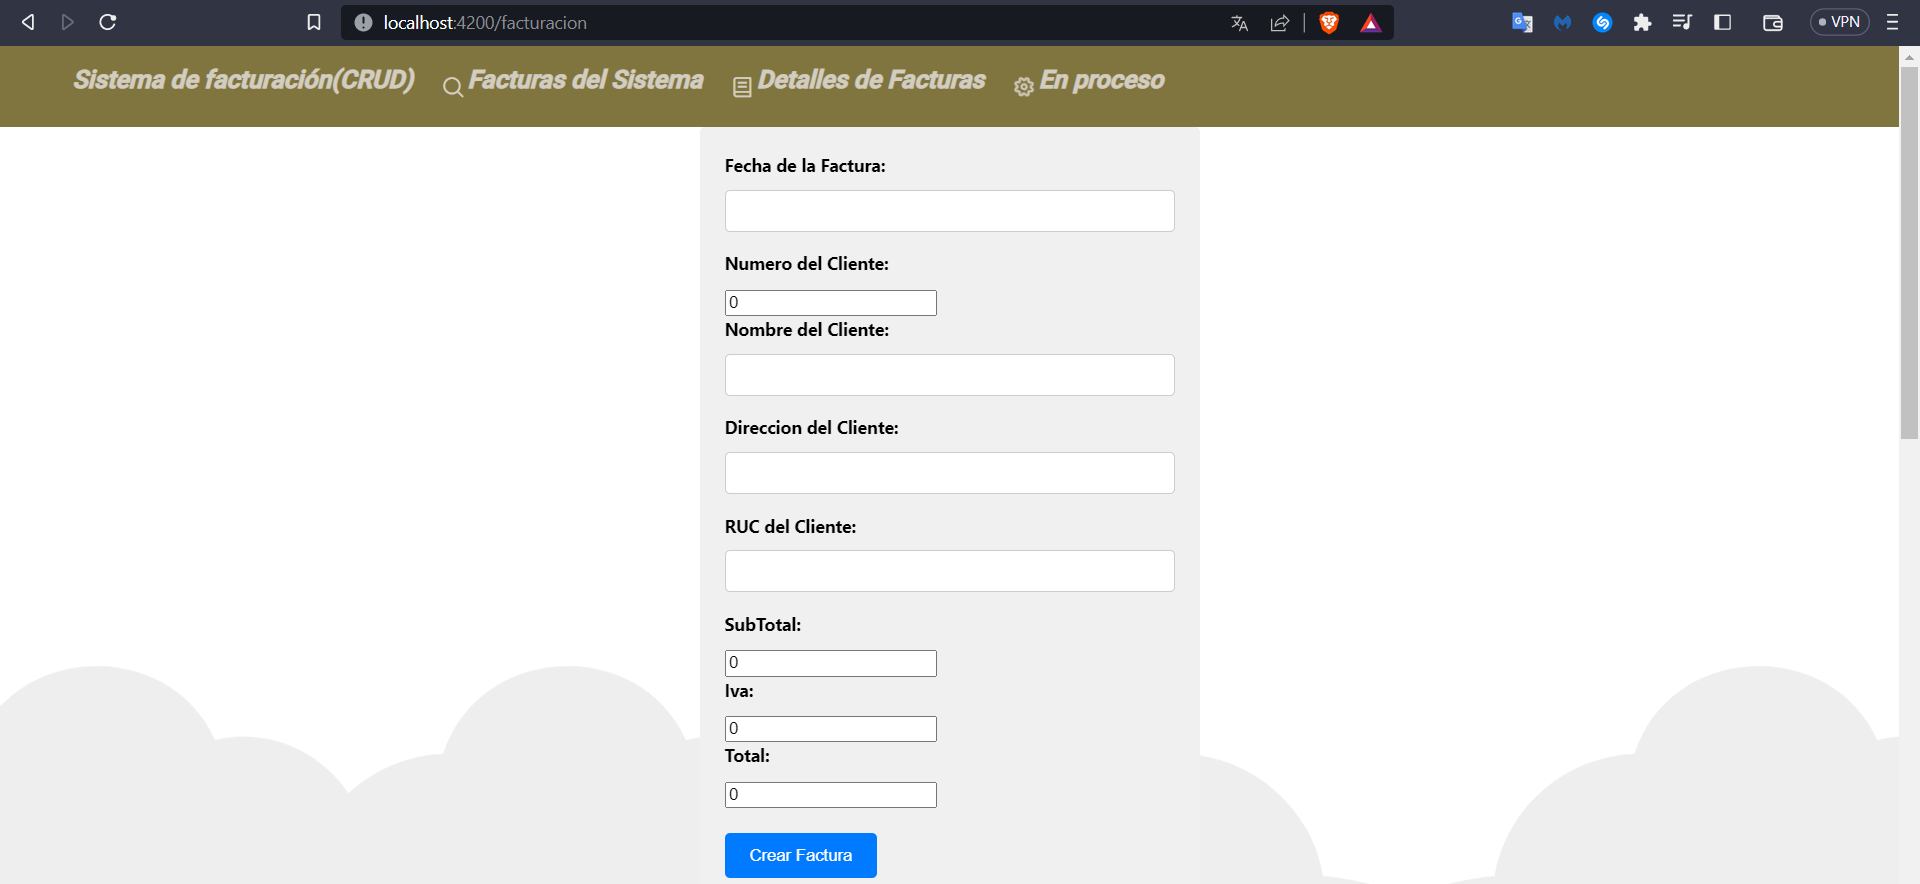 localhost:4200/facturacion
VPN
Sistema de facturación(CRUD) Facturas del Sistema Detalles de Facturas En proceso
Fecha de la Factura:
Numero del Cliente:
0
Nombre del Cliente:
Direccion del Cliente:
RUC del Cliente:
SubTotal:
0
Iva:
0
Total:
0
Crear Factura